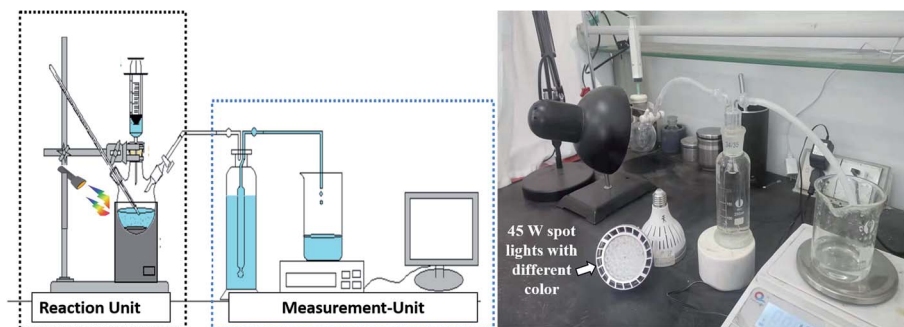 Reaction Unit
Measurement-Unit
45 W spot
lights with
different
color